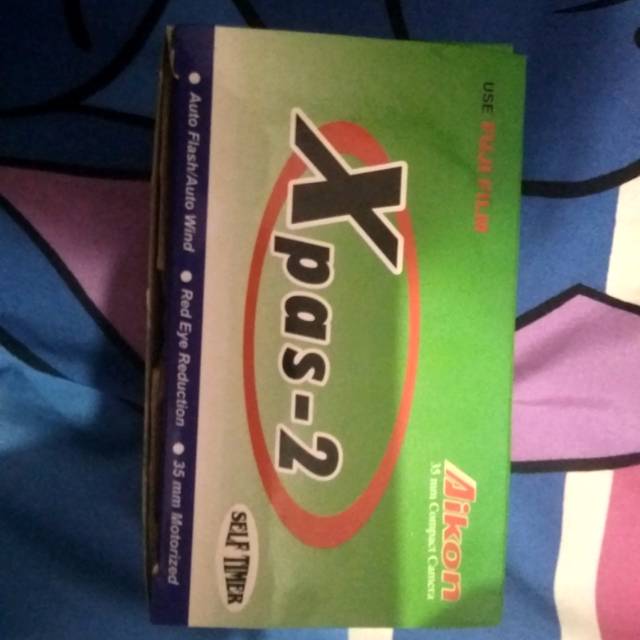 USE FUJI FILM
Aikon
35 mm Compact Camera
Xpas-2
SELF TIMER
● Auto Flash/Auto Wind ● Red Eye Reduction ● 35 mm Motorized